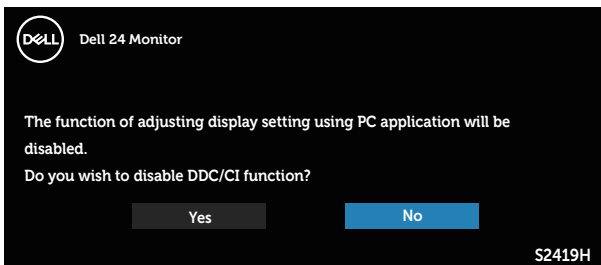 DELL
Dell 24 Monitor
The function of adjusting display setting using PC application will be
disabled.
Do you wish to disable DDC/CI function?
Yes
No
S2419H